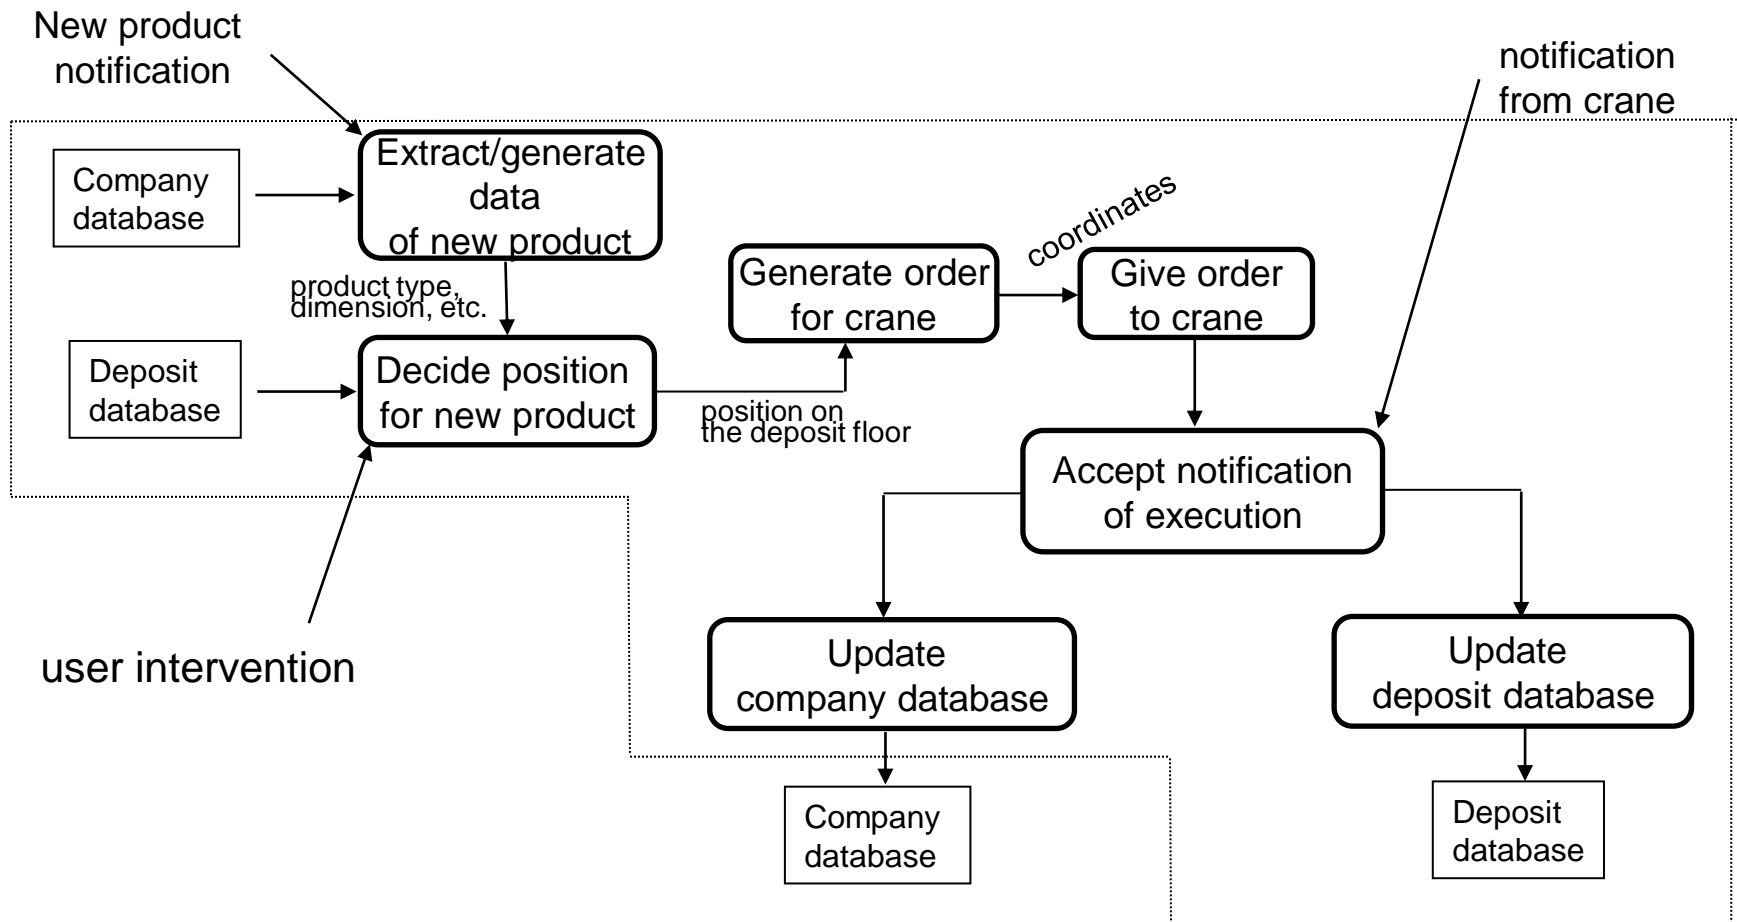 New product
notification
notification
from crane
Company
database
Extract/generate
data
of new product
product type,
dimension, etc.
Generate order
for crane
coordinates
Give order
to crane
Deposit
database
Decide position
for new product
position on
the deposit floor
Accept notification
of execution
user intervention
Update
company database
Update
deposit database
Company
database
Deposit
database